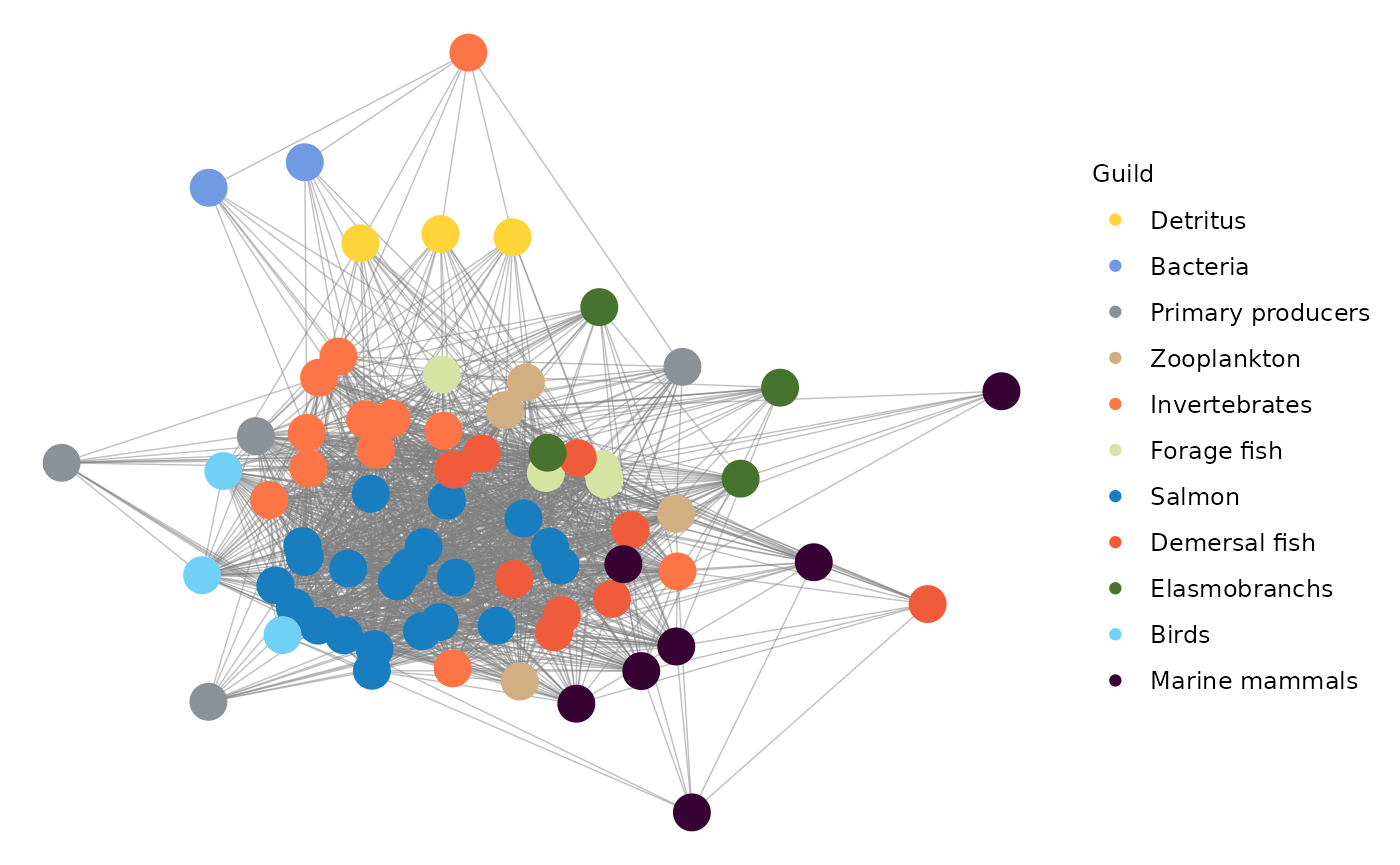 Guild
Detritus
Bacteria
Primary producers
Zooplankton
Invertebrates
Forage fish
Salmon
Demersal fish
Elasmobranchs
Birds
Marine mammals